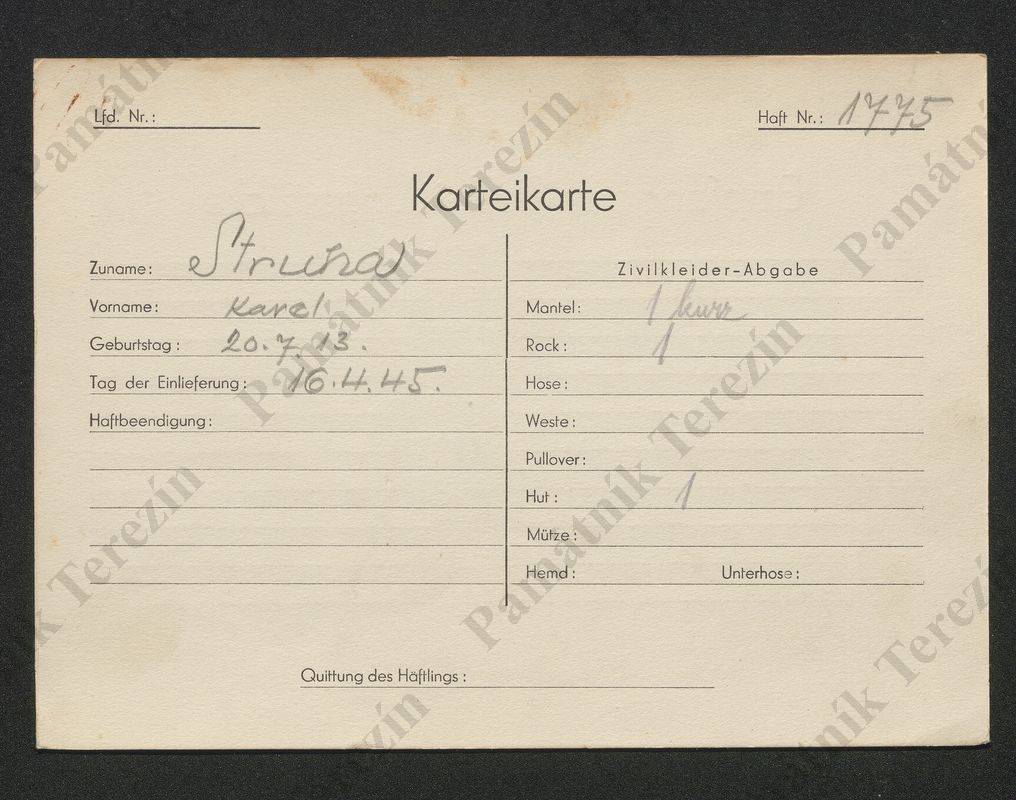 Lfd. Nr.:
Haft Nr.: 1775
Karteikarte
Zuname:
Vorname: Karel
Geburtstag: 20.7.13.
Tag der Einlieferung: 16.4.45.
Haftbeendigung:
Zivilkleider-Abgabe
Mantel: 1 kurz
Rock: 1
Hose:
Weste:
Pullover:
Hut: 1
Mütze:
Hemd: Unterhose:
Quittung des Häftlings:
Památník Terezín